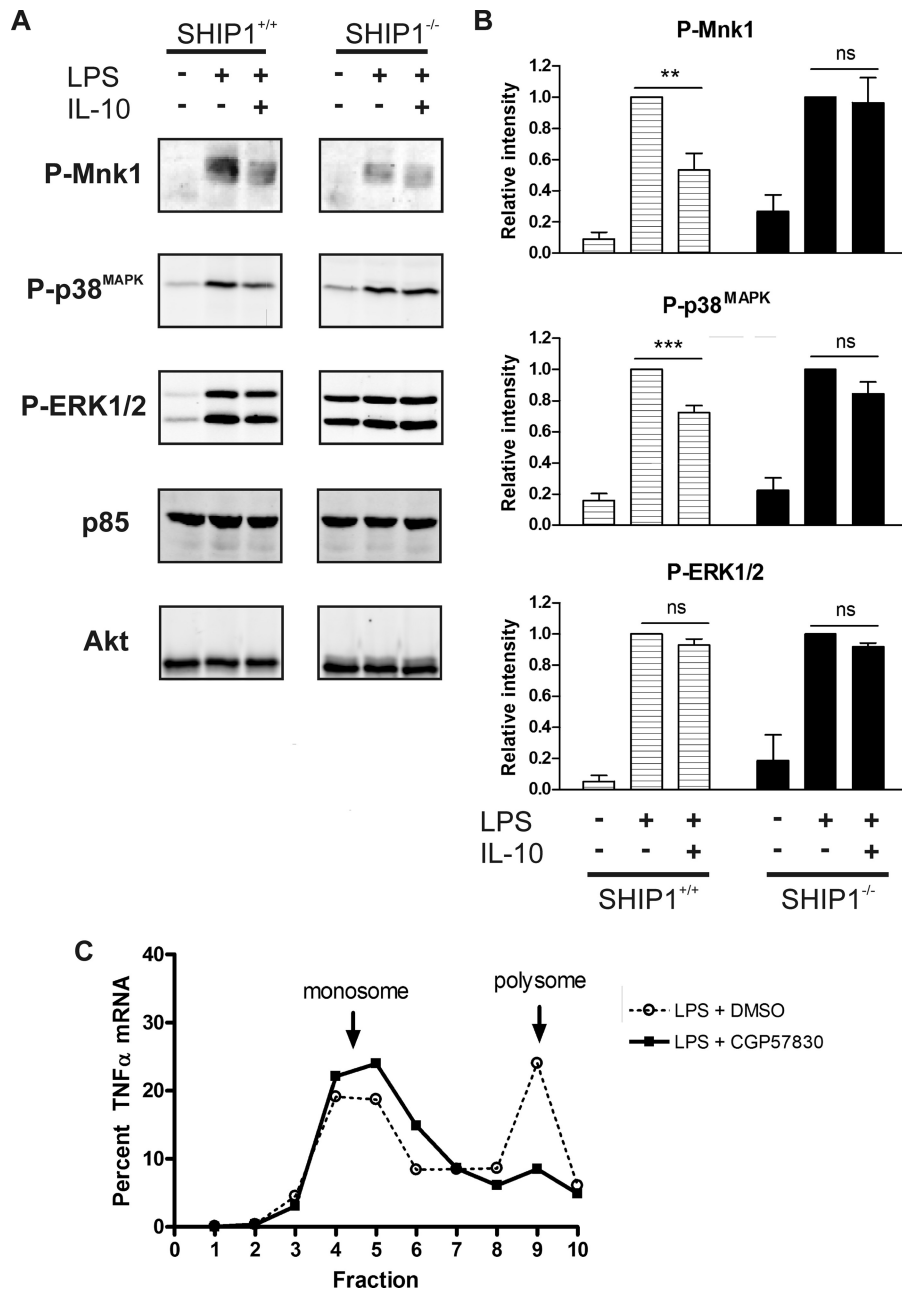 A
SHIP1+/+ SHIP1-/-
LPS - + + - + +
IL-10 - - + - - +
P-Mnk1
P-p38MAPK
P-ERK1/2
p85
Akt
B
P-Mnk1
Relative intensity
1.2
1.0
0.8
0.6
0.4
0.2
0.0
**
ns
P-p38MAPK
Relative intensity
1.2
1.0
0.8
0.6
0.4
0.2
0.0
***
ns
P-ERK1/2
Relative intensity
1.2
1.0
0.8
0.6
0.4
0.2
0.0
ns
ns
LPS - + + - + +
IL-10 - - + - - +
SHIP1+/+ SHIP1-/-
C
Percent TNFα mRNA
40
30
20
10
0
monosome
polysome
LPS + DMSO
LPS + CGP57830
0 1 2 3 4 5 6 7 8 9 10
Fraction